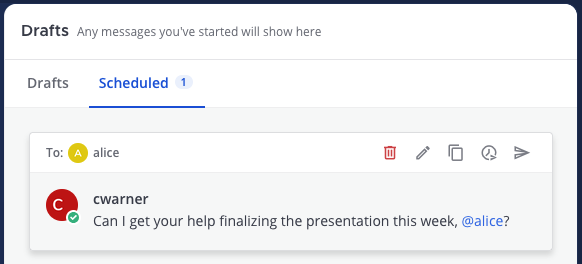 Drafts Any messages you've started will show here
Drafts Scheduled 1
To: A alice
C cwarner
Can I get your help finalizing the presentation this week, @alice?